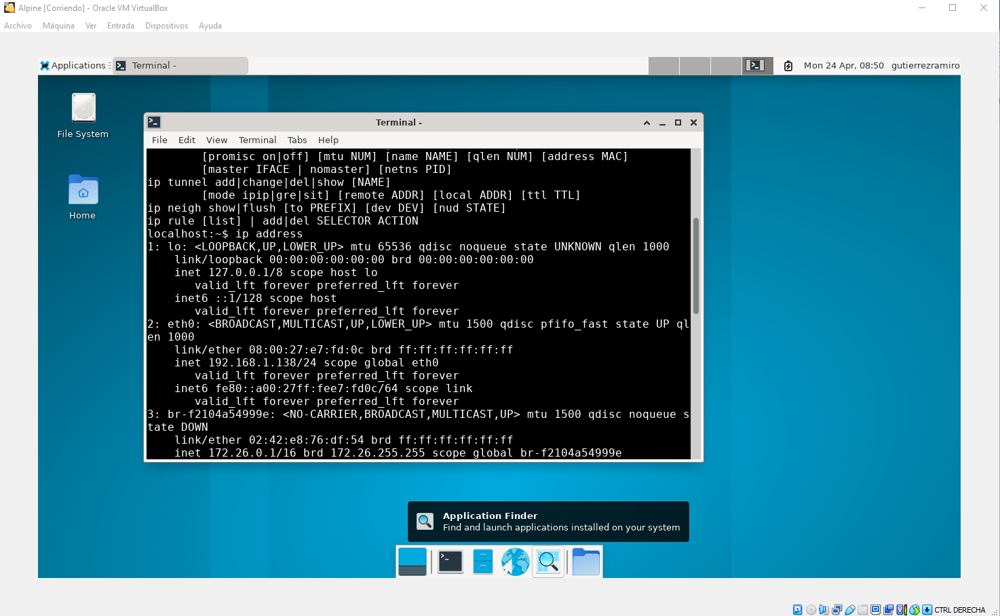 Alpine [Corriendo] - Oracle VM VirtualBox
Archivo Máquina Ver Entrada Dispositivos Ayuda
Applications Terminal - Mon 24 Apr, 08:50 gutierrezramiro
File System
Home
Terminal -
File Edit View Terminal Tabs Help
[promisc on|off] [mtu NUM] [name NAME] [qlen NUM] [address MAC]
[master IFACE | nomaster] [netns PID]
ip tunnel add|change|del|show [NAME]
[mode ipip|gre|sit] [remote ADDR] [local ADDR] [ttl TTL]
ip neigh show|flush [to PREFIX] [dev DEV] [nud STATE]
ip rule [list] | add|del SELECTOR ACTION
localhost:~$ ip address
1: lo: <LOOPBACK,UP,LOWER_UP> mtu 65536 qdisc noqueue state UNKNOWN qlen 1000
link/loopback 00:00:00:00:00:00 brd 00:00:00:00:00:00
inet 127.0.0.1/8 scope host lo
valid_lft forever preferred_lft forever
inet6 ::1/128 scope host
valid_lft forever preferred_lft forever
2: eth0: <BROADCAST,MULTICAST,UP,LOWER_UP> mtu 1500 qdisc pfifo_fast state UP ql
en 1000
link/ether 08:00:27:e7:fd:0c brd ff:ff:ff:ff:ff:ff
inet 192.168.1.138/24 scope global eth0
valid_lft forever preferred_lft forever
inet6 fe80::a00:27ff:fee7:fd0c/64 scope link
valid_lft forever preferred_lft forever
3: br-f2104a54999e: <NO-CARRIER,BROADCAST,MULTICAST,UP> mtu 1500 qdisc noqueue s
tate DOWN
link/ether 02:42:e8:76:df:54 brd ff:ff:ff:ff:ff:ff
inet 172.26.0.1/16 brd 172.26.255.255 scope global br-f2104a54999e
Application Finder
Find and launch applications installed on your system
CTRL DERECHA